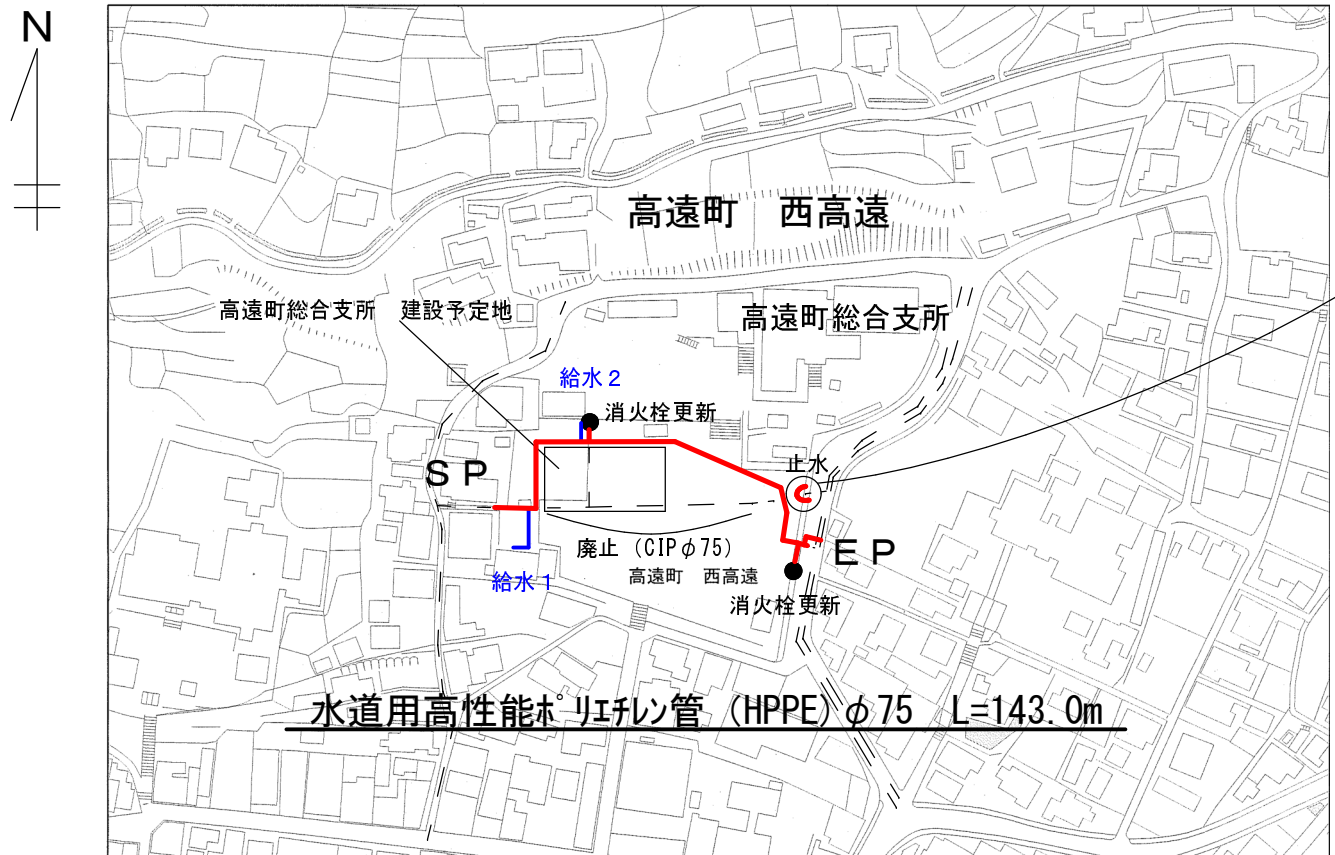 N
高遠町 西高遠
高遠町総合支所 建設予定地
高遠町総合支所
給水2
消火栓更新
止水
SP
廃止 (CIPφ75)
EP
高遠町 西高遠
給水1
消火栓更新
水道用高性能ポリエチレン管 (HPPE)φ75 L=143.0m